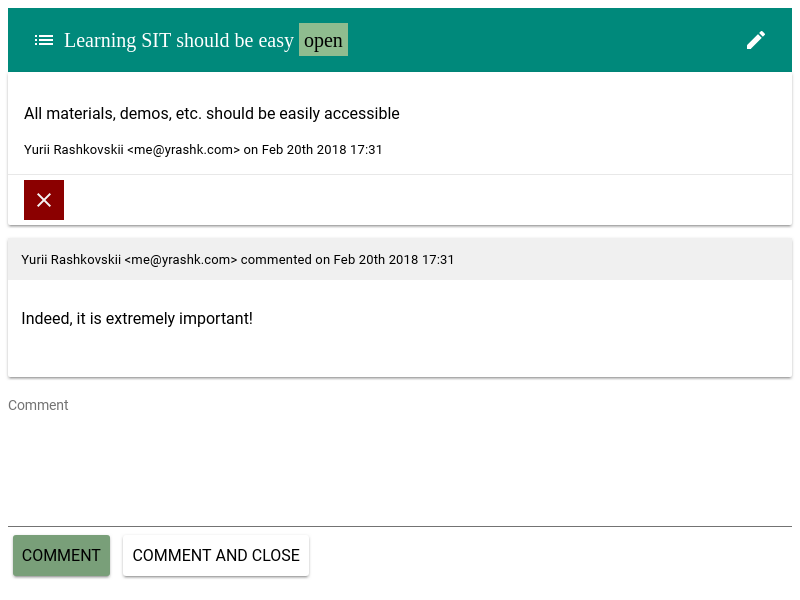 Learning SIT should be easy open
All materials, demos, etc. should be easily accessible
Yurii Rashkovskii <me@yrashk.com> on Feb 20th 2018 17:31
Yurii Rashkovskii <me@yrashk.com> commented on Feb 20th 2018 17:31
Indeed, it is extremely important!
Comment
COMMENT COMMENT AND CLOSE